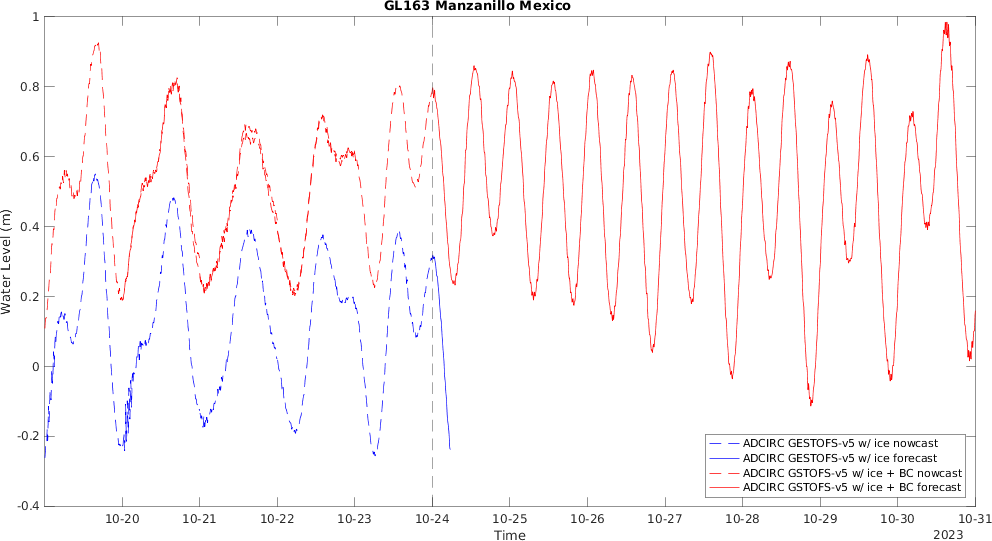 GL163 Manzanillo Mexico
1
0.8
0.6
0.4
0.2
0
-0.2
-0.4
Water Level (m)
ADCIRC GESTOFS-v5 w/ ice nowcast
ADCIRC GESTOFS-v5 w/ ice forecast
ADCIRC GSTOFS-v5 w/ ice + BC nowcast
ADCIRC GSTOFS-v5 w/ ice + BC forecast
10-20 10-21 10-22 10-23 10-24 10-25 10-26 10-27 10-28 10-29 10-30 10-31
Time
2023